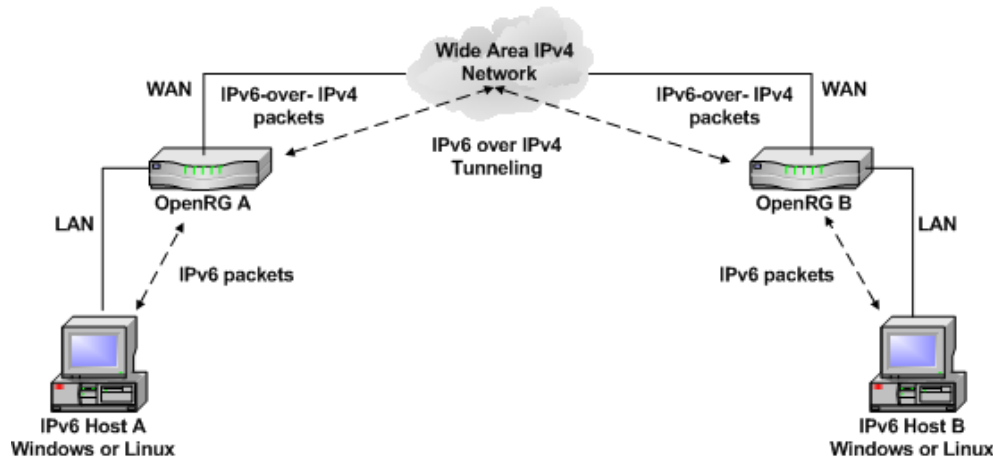 Wide Area IPv4
Network
WAN
IPv6-over- IPv4
packets
IPv6-over- IPv4
packets
WAN
IPv6 over IPv4
Tunneling
OpenRG A
OpenRG B
LAN
LAN
IPv6 packets
IPv6 packets
IPv6 Host A
Windows or Linux
IPv6 Host B
Windows or Linux